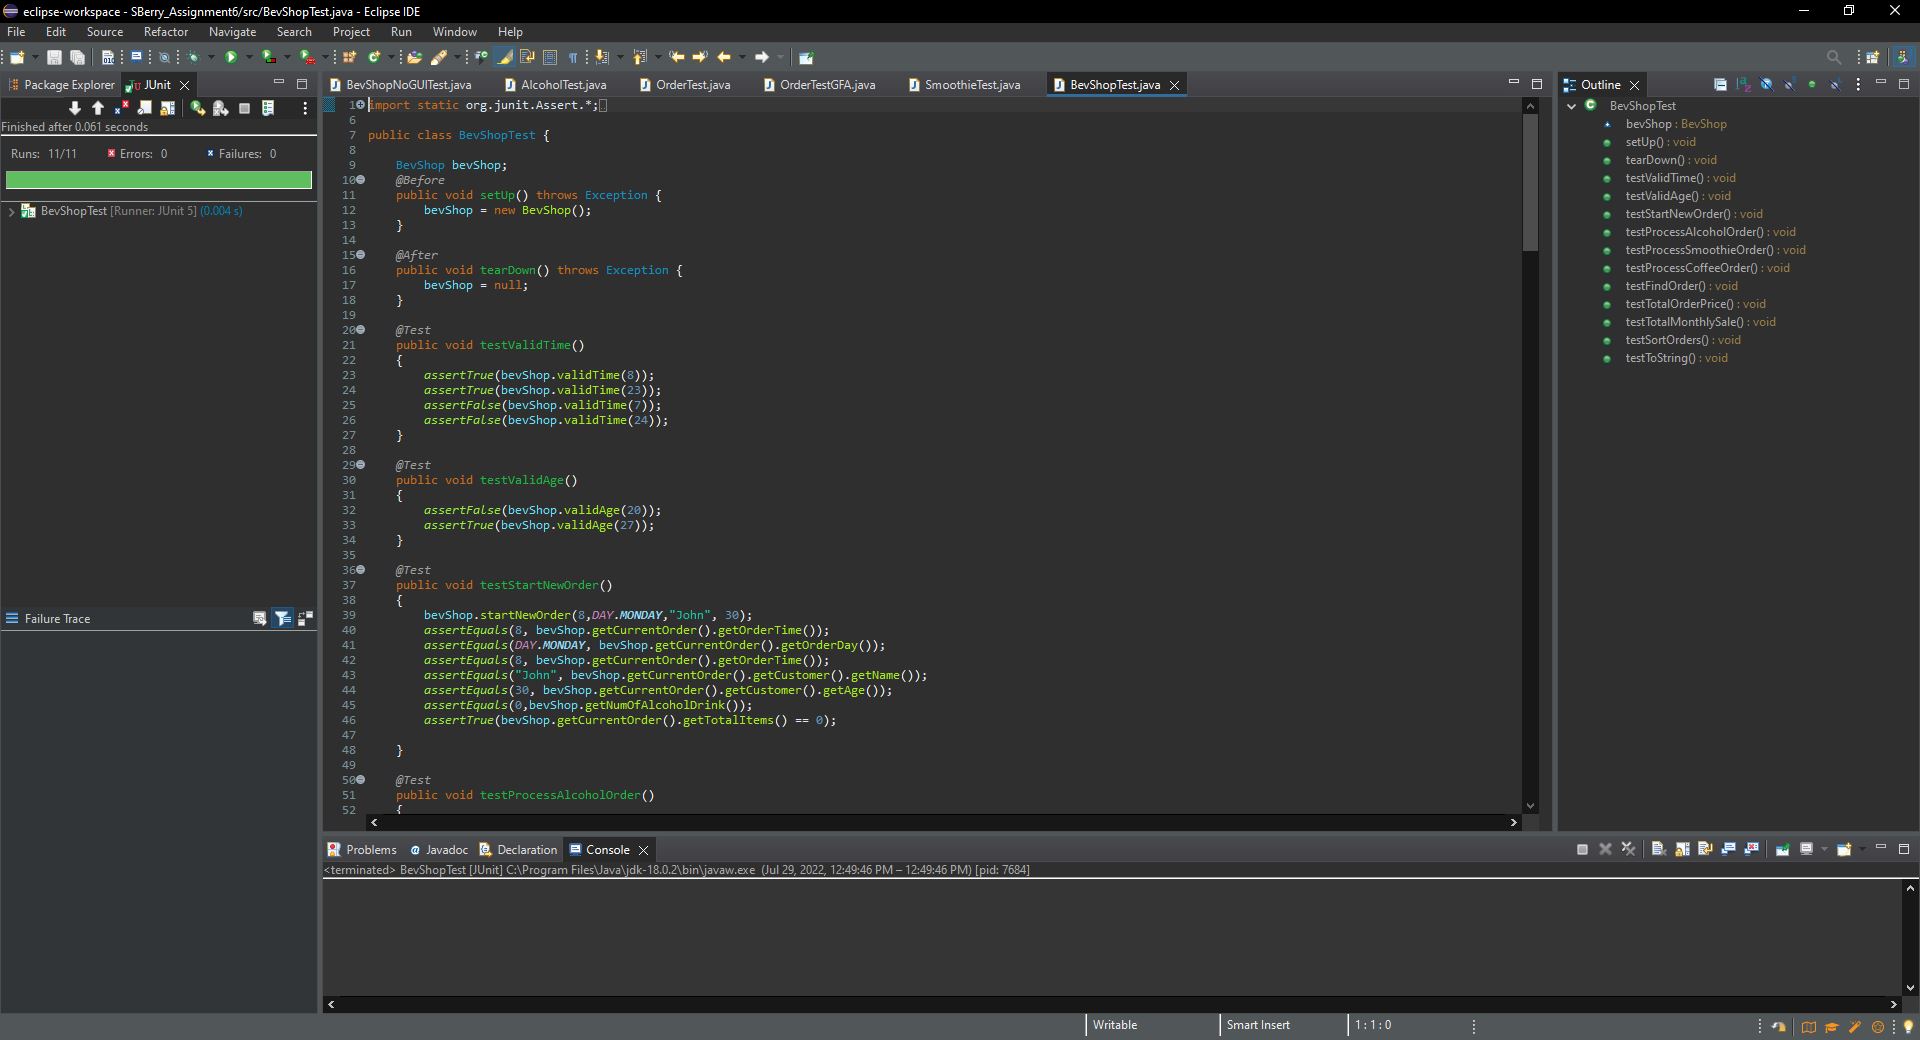 eclipse-workspace - SBerry_Assignment6/src/BevShopTest.java - Eclipse IDE
File Edit Source Refactor Navigate Search Project Run Window Help
Package Explorer JUnit
Finished after 0.061 seconds
Runs: 11/11 Errors: 0 Failures: 0
BevShopTest [Runner: JUnit 5] (0.004 s)
Failure Trace
BevShopNoGUITest.java AlcoholTest.java OrderTest.java OrderTestGFA.java SmoothieTest.java BevShopTest.java
1 import static org.junit.Assert.*;
6
7 public class BevShopTest {
8
9 BevShop bevShop;
10 @Before
11 public void setUp() throws Exception {
12 bevShop = new BevShop();
13 }
14
15 @After
16 public void tearDown() throws Exception {
17 bevShop = null;
18 }
19
20 @Test
21 public void testValidTime()
22 {
23 assertTrue(bevShop.validTime(8));
24 assertTrue(bevShop.validTime(23));
25 assertFalse(bevShop.validTime(7));
26 assertFalse(bevShop.validTime(24));
27 }
28
29 @Test
30 public void testValidAge()
31 {
32 assertFalse(bevShop.validAge(20));
33 assertTrue(bevShop.validAge(27));
34 }
35
36 @Test
37 public void testStartNewOrder()
38 {
39 bevShop.startNewOrder(8,DAY.MONDAY,"John", 30);
40 assertEquals(8, bevShop.getCurrentOrder().getOrderTime());
41 assertEquals(DAY.MONDAY, bevShop.getCurrentOrder().getOrderDay());
42 assertEquals(8, bevShop.getCurrentOrder().getOrderTime());
43 assertEquals("John", bevShop.getCurrentOrder().getCustomer().getName());
44 assertEquals(30, bevShop.getCurrentOrder().getCustomer().getAge());
45 assertEquals(0,bevShop.getNumOfAlcoholDrink());
46 assertTrue(bevShop.getCurrentOrder().getTotalItems() == 0);
47
48 }
49
50 @Test
51 public void testProcessAlcoholOrder()
52 {
Outline
BevShopTest
bevShop : BevShop
setUp() : void
tearDown() : void
testValidTime() : void
testValidAge() : void
testStartNewOrder() : void
testProcessAlcoholOrder() : void
testProcessSmoothieOrder() : void
testProcessCoffeeOrder() : void
testFindOrder() : void
testTotalOrderPrice() : void
testTotalMonthlySale() : void
testSortOrders() : void
testToString() : void
Problems Javadoc Declaration Console
<terminated> BevShopTest [JUnit] C:\Program Files\Java\jdk-18.0.2\bin\javaw.exe (Jul 29, 2022, 12:49:46 PM – 12:49:46 PM) [pid: 7684]
Writable Smart Insert 1 : 1 : 0